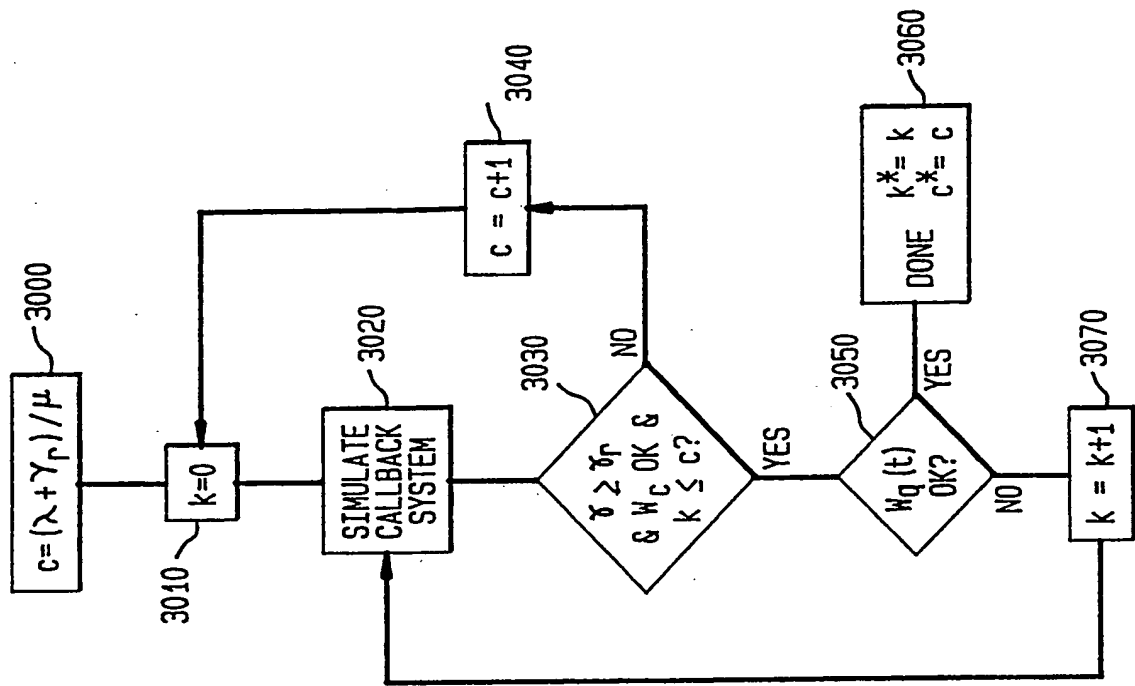 3000
c=(λ+γr)/μ
3010
k=0
3020
SIMULATE
CALLBACK
SYSTEM
3030
γ ≥ γr
& Wc OK &
k ≤ c?
NO
3040
c = c+1
YES
3050
Wq(t)
OK?
YES
3060
DONE k*= k
c*= c
NO
3070
k = k+1